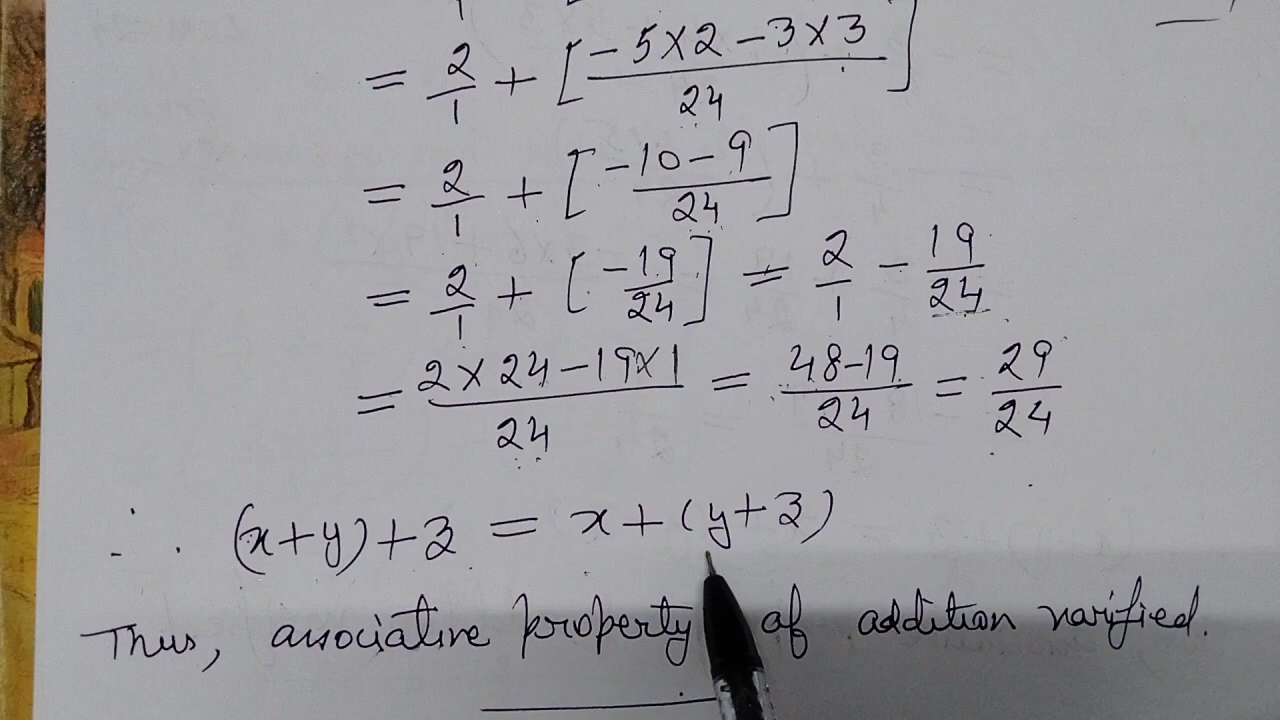 = 2/1 + [(-5×2 -3×3)/24]
= 2/1 + [(-10-9)/24]
= 2/1 + [-19/24] = 2/1 - 19/24
= (2×24-19×1)/24 = (48-19)/24 = 29/24
∴ (x+y)+z = x+(y+z)
Thus, associative property of addition varified.